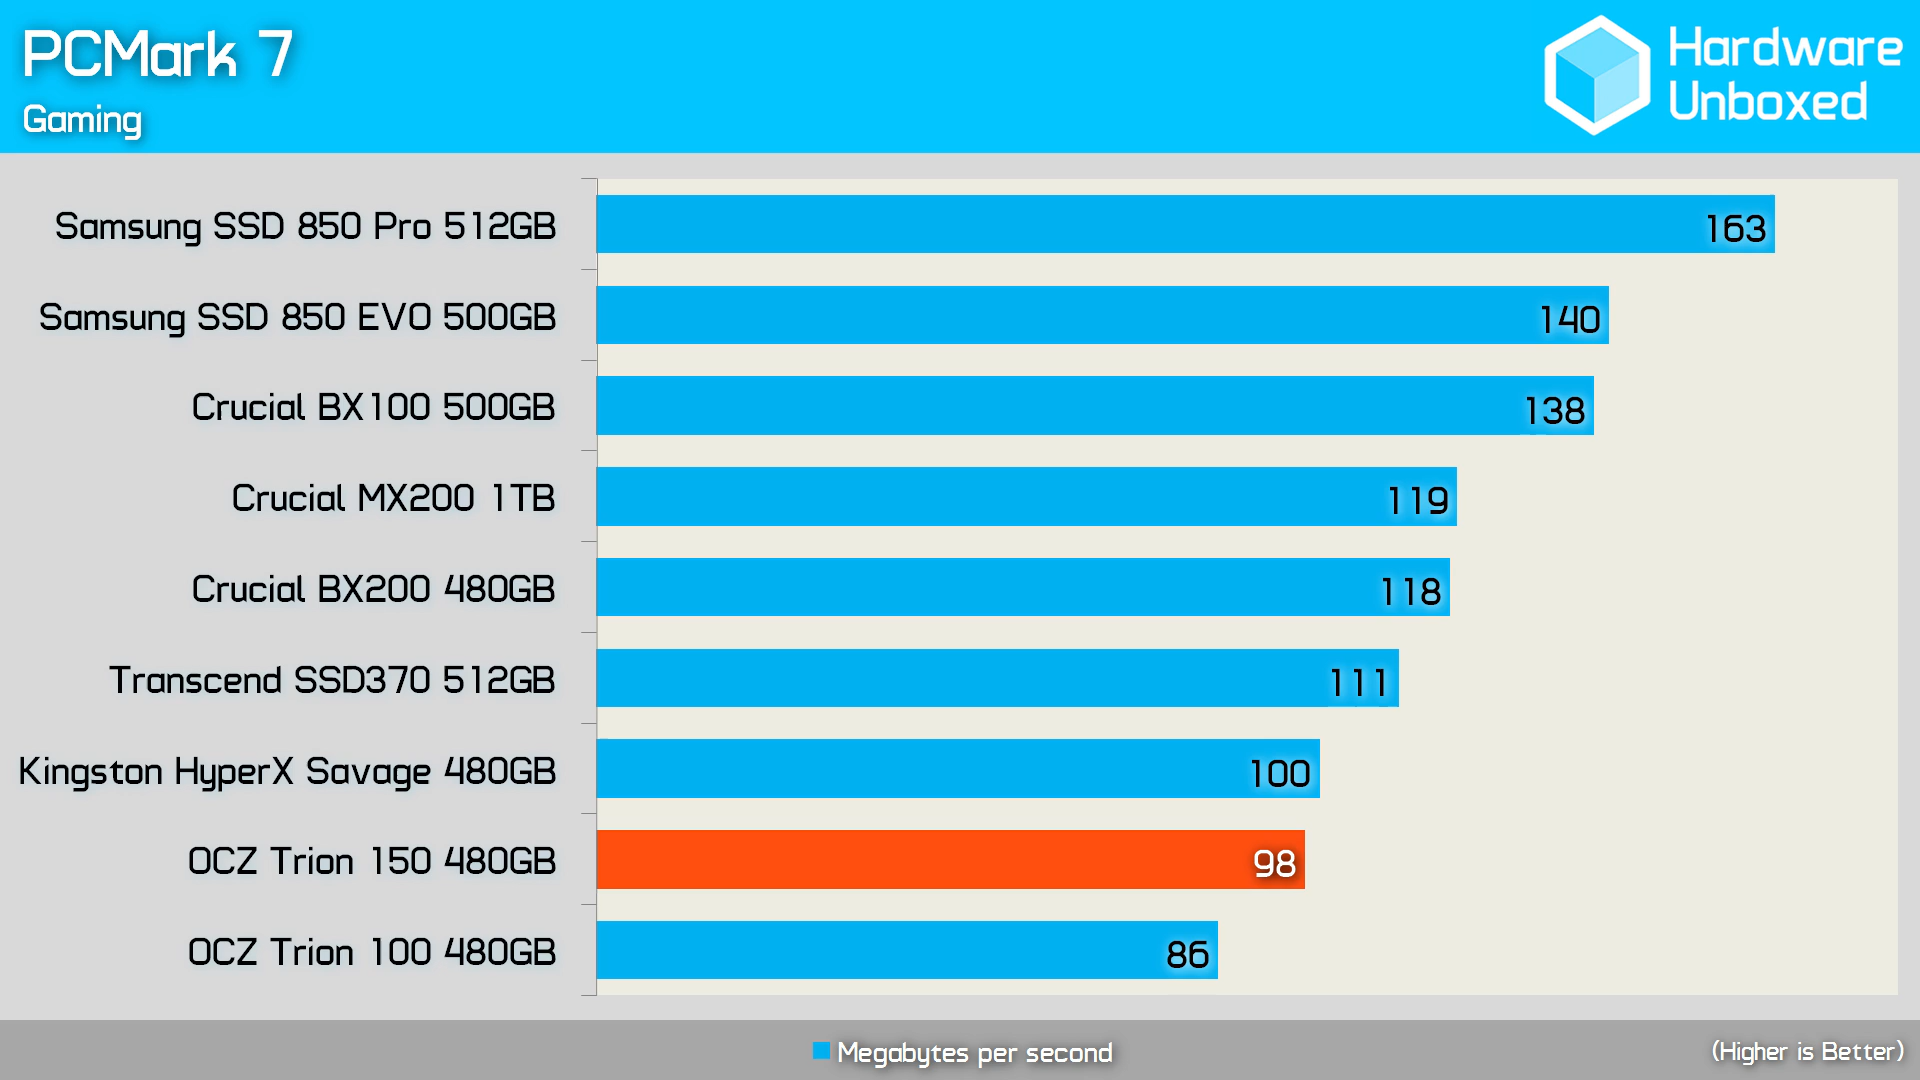 PCMark 7
Gaming
Hardware
Unboxed
Samsung SSD 850 Pro 512GB 163
Samsung SSD 850 EVO 500GB 140
Crucial BX100 500GB 138
Crucial MX200 1TB 119
Crucial BX200 480GB 118
Transcend SSD370 512GB 111
Kingston HyperX Savage 480GB 100
OCZ Trion 150 480GB 98
OCZ Trion 100 480GB 86
Megabytes per second
(Higher is Better)